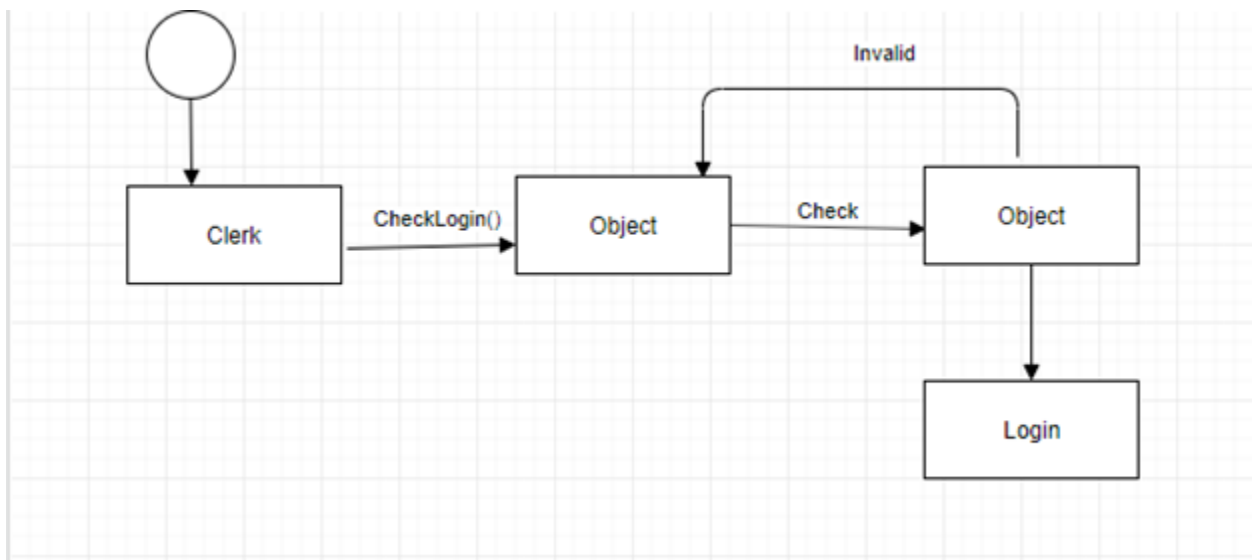 Invalid
CheckLogin()
Check
Clerk
Object
Object
Login